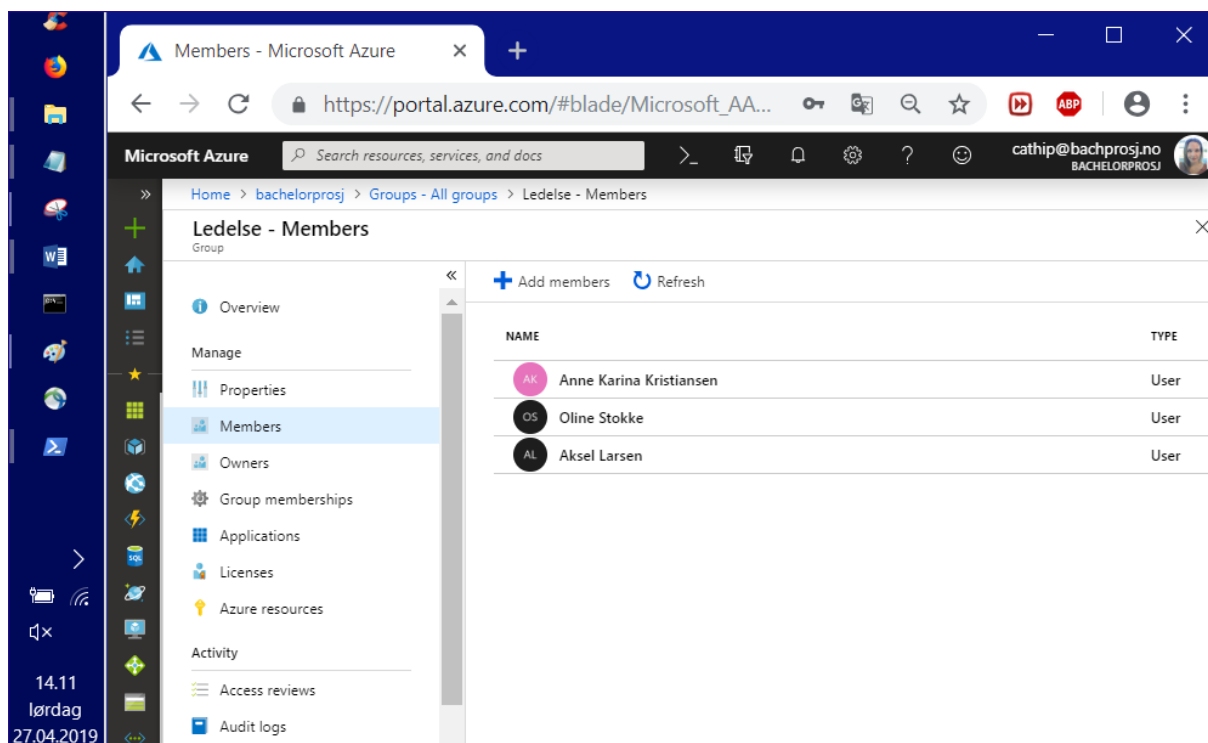 Members - Microsoft Azure
https://portal.azure.com/#blade/Microsoft_AA...
ABP
Microsoft Azure
Search resources, services, and docs
cathip@bachprosj.no
BACHELORPROSJ
Home > bachelorprosj > Groups - All groups > Ledelse - Members
Ledelse - Members
Group
Add members
Refresh
Overview
Manage
Properties
Members
Owners
Group memberships
Applications
Licenses
Azure resources
Activity
Access reviews
Audit logs
NAME TYPE
AK Anne Karina Kristiansen User
OS Oline Stokke User
AL Aksel Larsen User
SQL
14.11
lørdag
27.04.2019